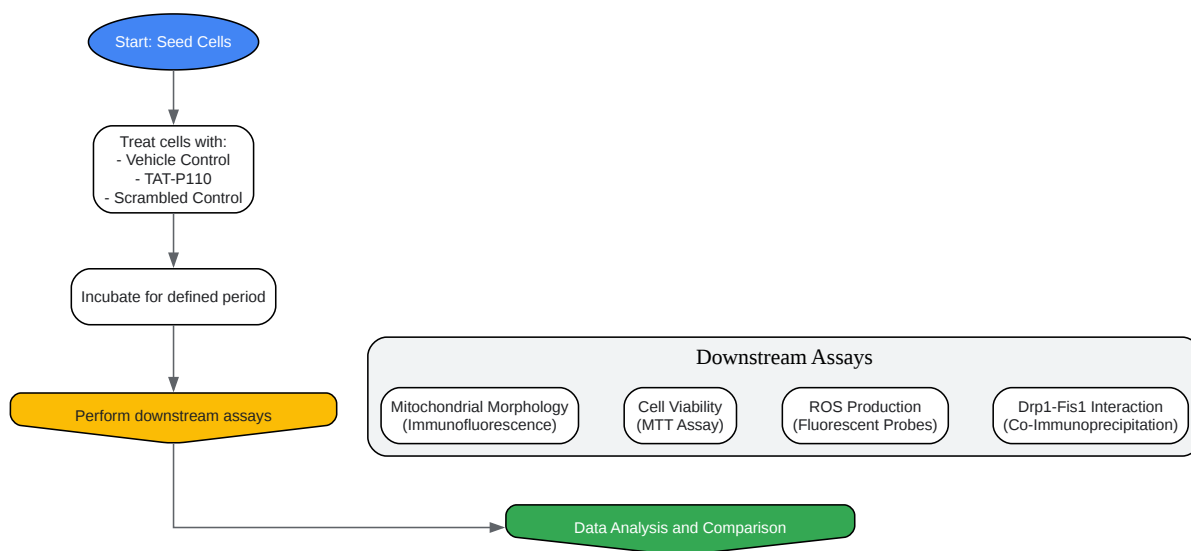 Start: Seed Cells
Treat cells with:
- Vehicle Control
- TAT-P110
- Scrambled Control
Incubate for defined period
Perform downstream assays
Downstream Assays
Mitochondrial Morphology
(Immunofluorescence)
Cell Viability
(MTT Assay)
ROS Production
(Fluorescent Probes)
Drp1-Fis1 Interaction
(Co-Immunoprecipitation)
Data Analysis and Comparison